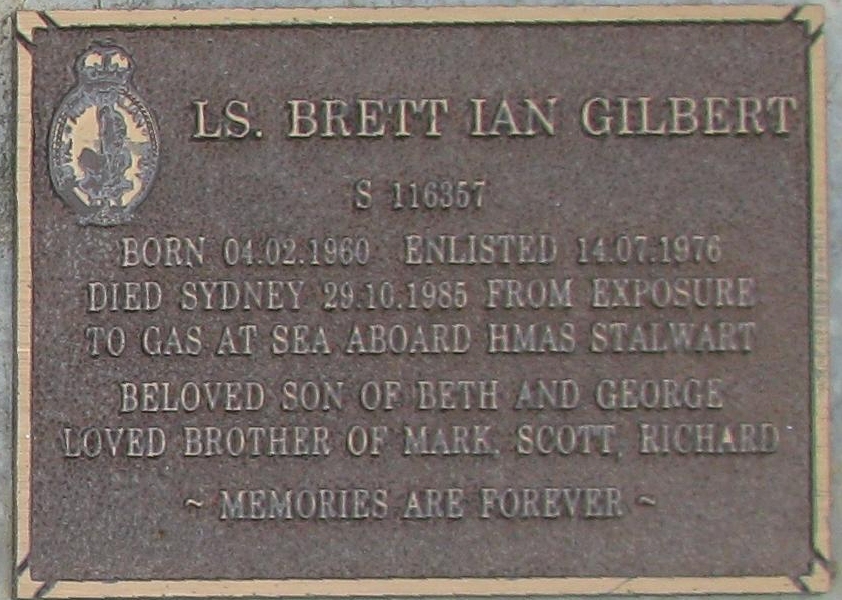 LS. BRETT IAN GILBERT
S 116357
BORN 04.02.1960 ENLISTED 14.07.1976
DIED SYDNEY 29.10.1985 FROM EXPOSURE
TO GAS AT SEA ABOARD HMAS STALWART
BELOVED SON OF BETH AND GEORGE
LOVED BROTHER OF MARK, SCOTT, RICHARD
~ MEMORIES ARE FOREVER ~